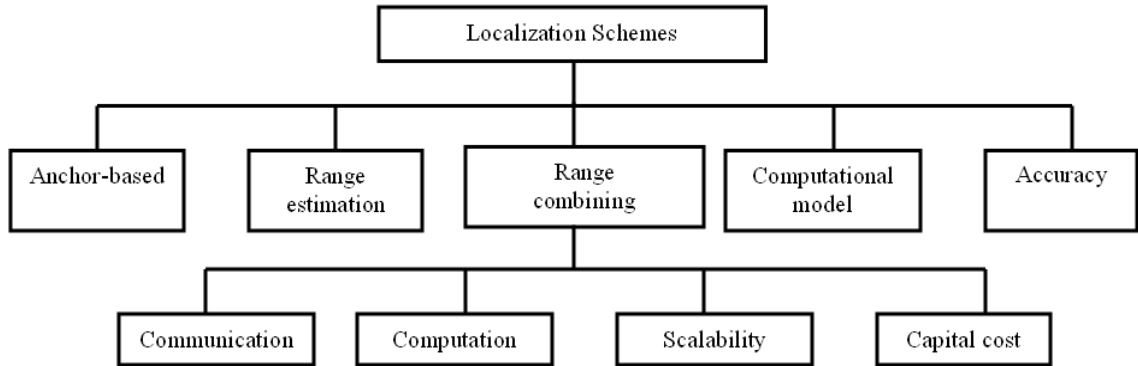 Localization Schemes
Anchor-based
Range
estimation
Range
combining
Computational
model
Accuracy
Communication
Computation
Scalability
Capital cost